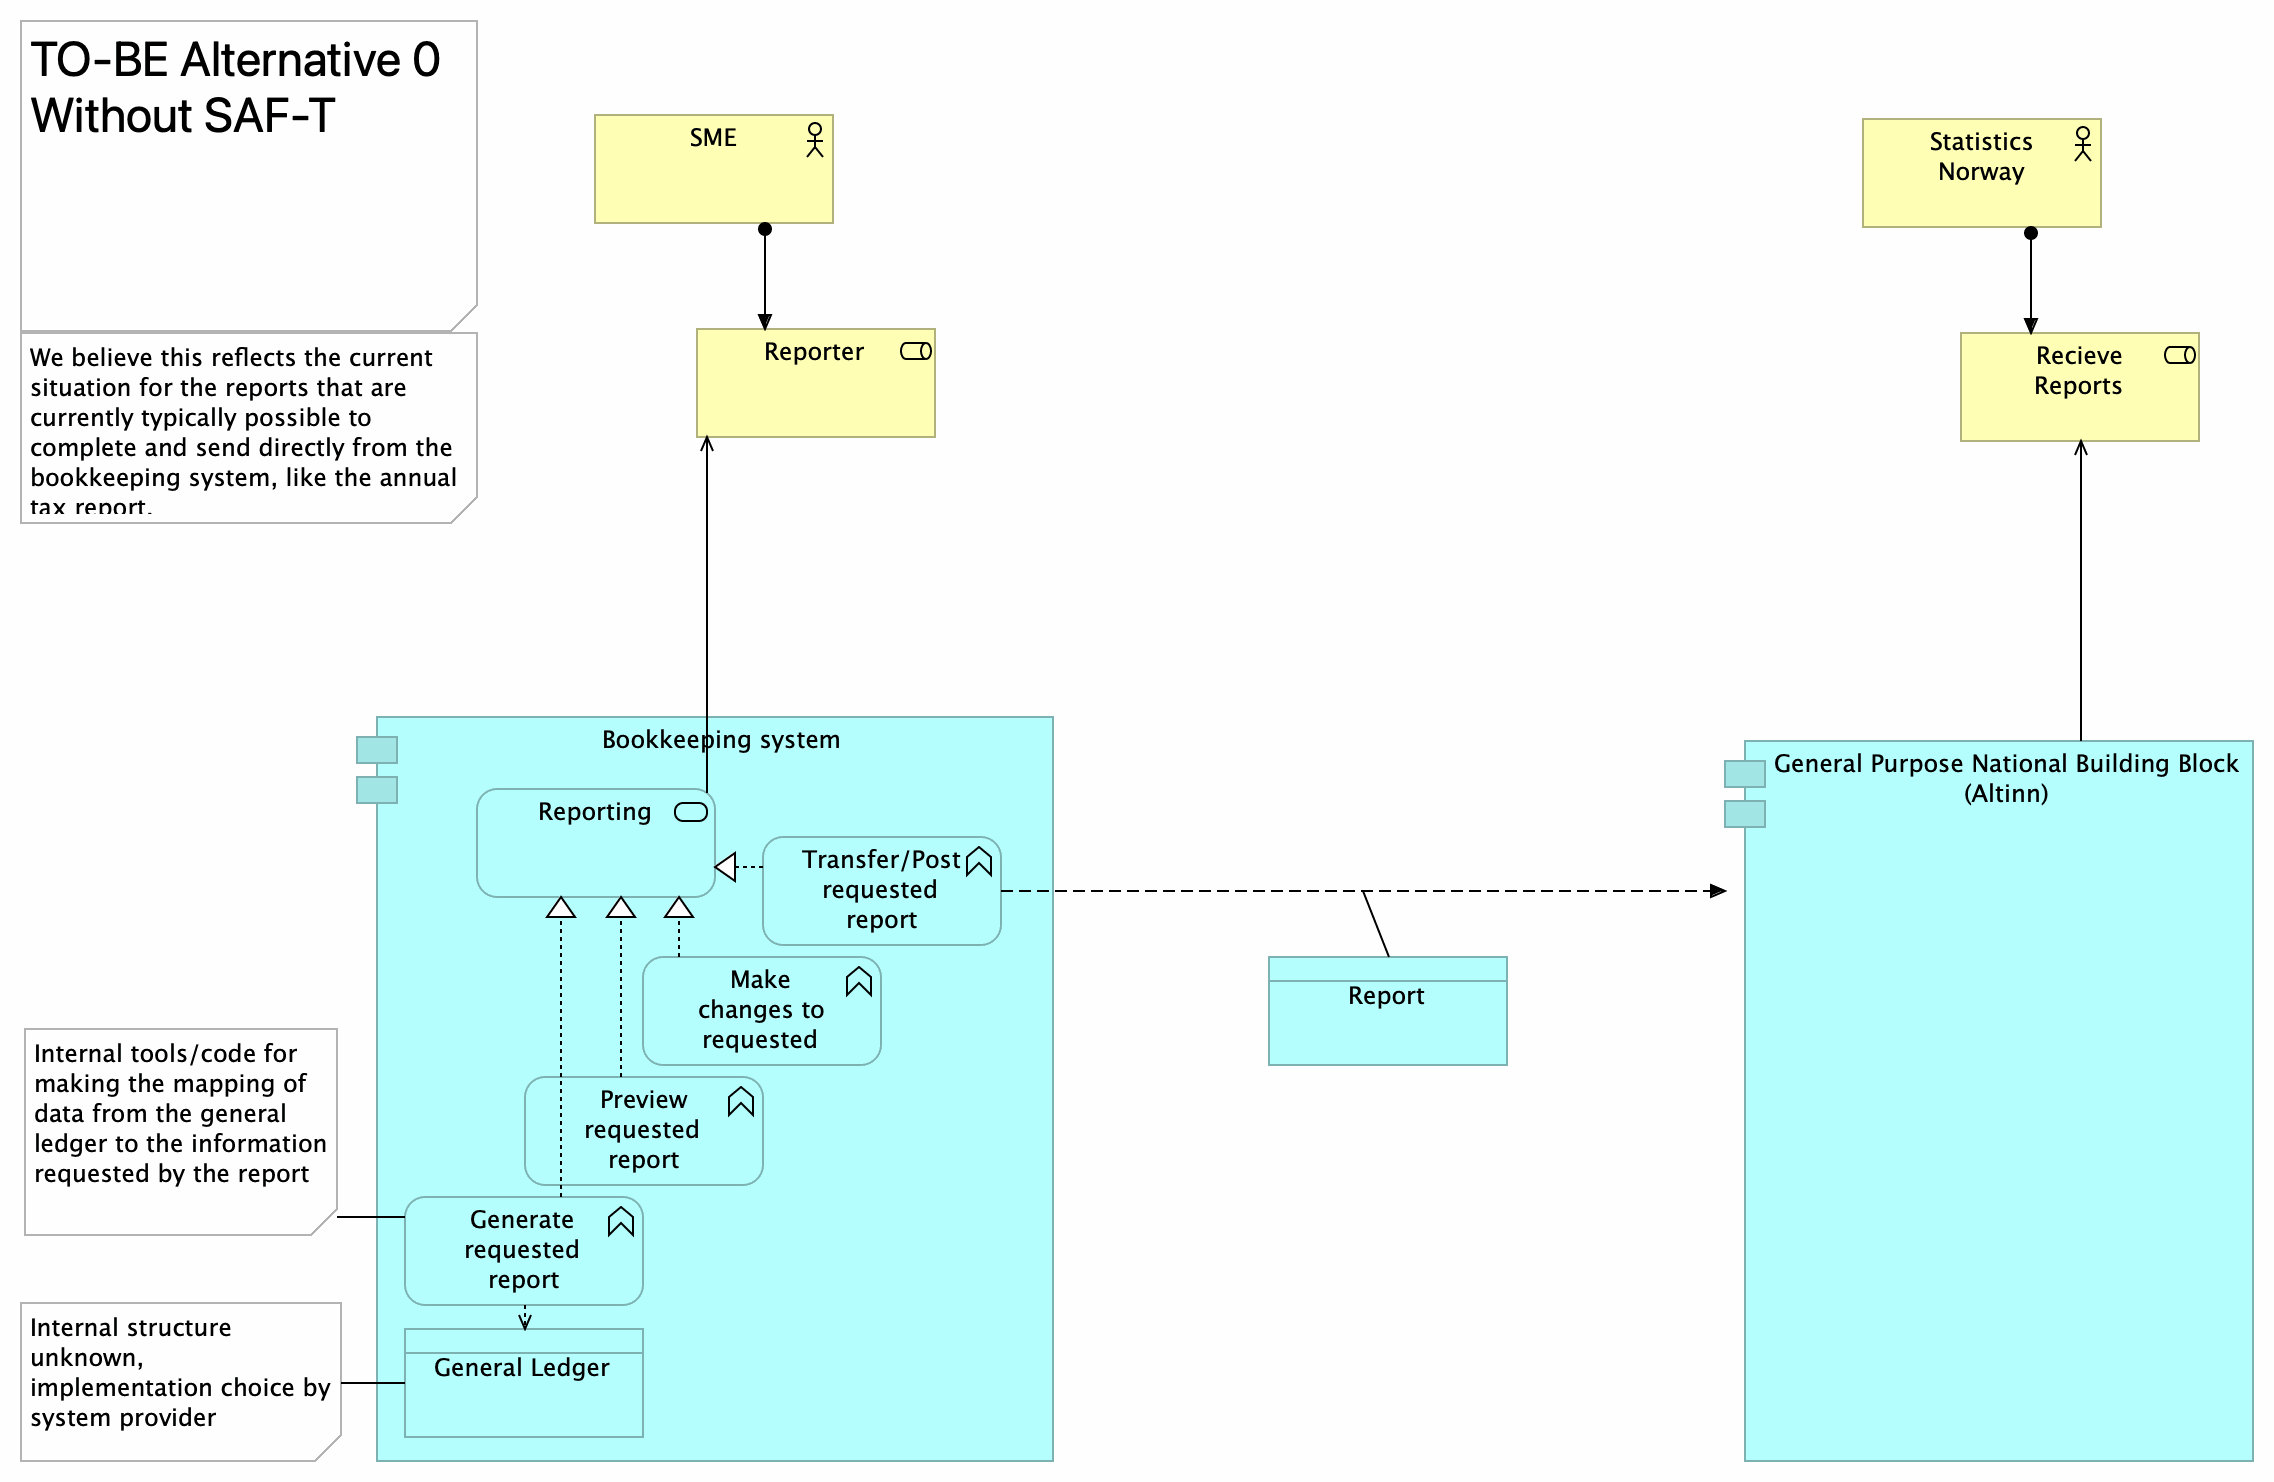 TO-BE Alternative 0
Without SAF-T
We believe this reflects the current
situation for the reports that are
currently typically possible to
complete and send directly from the
bookkeeping system, like the annual
tax report.
SME
Statistics
Norway
Reporter
Recieve
Reports
Bookkeeping system
Reporting
Transfer/Post
requested
report
Make
changes to
requested
Preview
requested
report
Generate
requested
report
General Ledger
Internal tools/code for
making the mapping of
data from the general
ledger to the information
requested by the report
Internal structure
unknown,
implementation choice by
system provider
Report
General Purpose National Building Block
(Altinn)